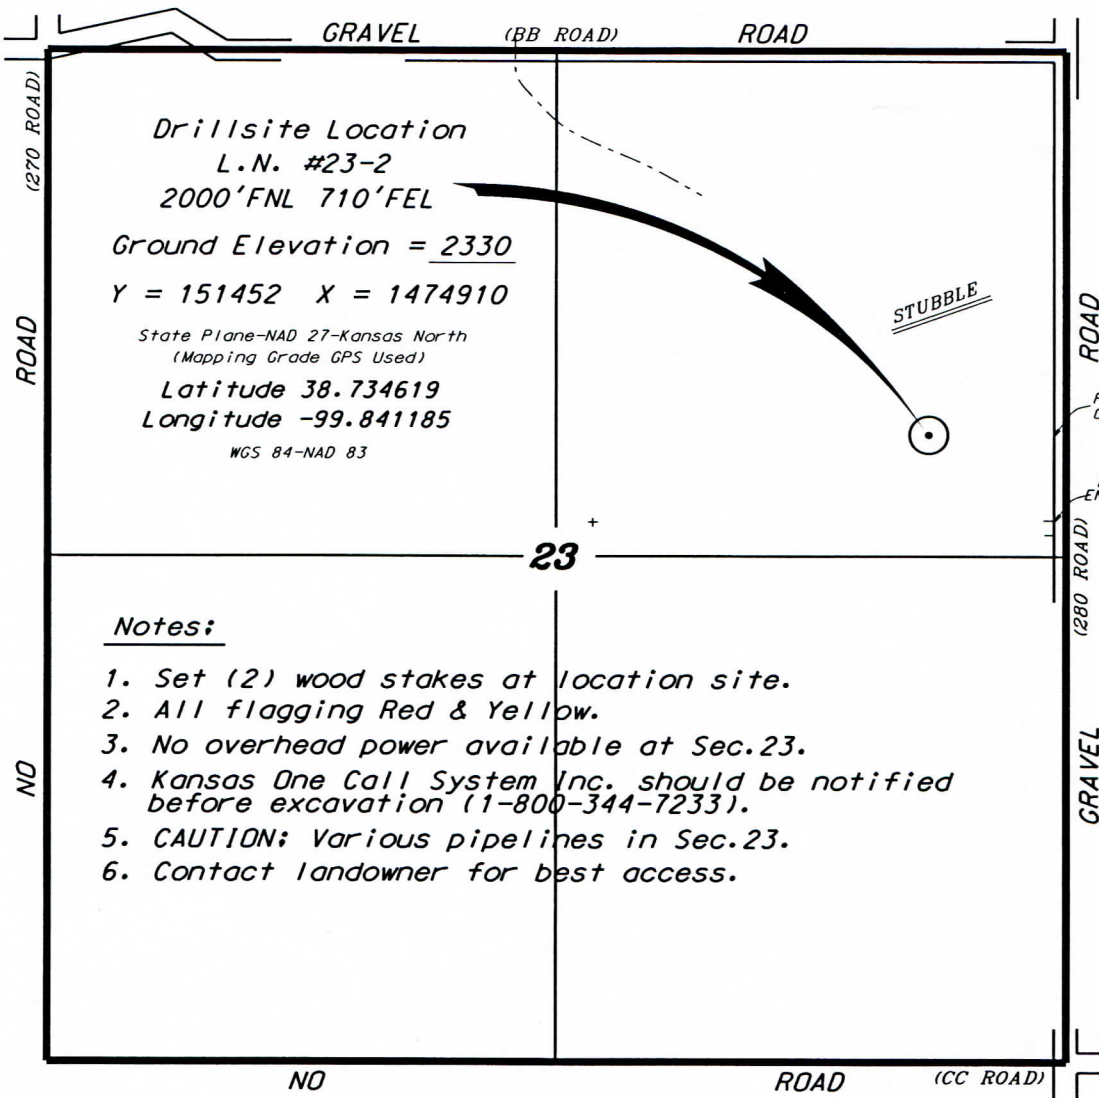 GRAVEL (BB ROAD) ROAD
(270 ROAD)
Drillsite Location
L.N. #23-2
2000'FNL 710'FEL
Ground Elevation = 2330
Y = 151452 X = 1474910
State Plane-NAD 27-Kansas North
(Mapping Grade GPS Used)
Latitude 38.734619
Longitude -99.841185
WGS 84-NAD 83
STUBBLE
ROAD
ROAD
23
(280 ROAD)
Notes:
1. Set (2) wood stakes at location site.
2. All flagging Red & Yellow.
3. No overhead power available at Sec.23.
4. Kansas One Call System Inc. should be notified
before excavation (1-800-344-7233).
5. CAUTION: Various pipelines in Sec.23.
6. Contact landowner for best access.
NO
GRAVEL
NO ROAD (CC ROAD)